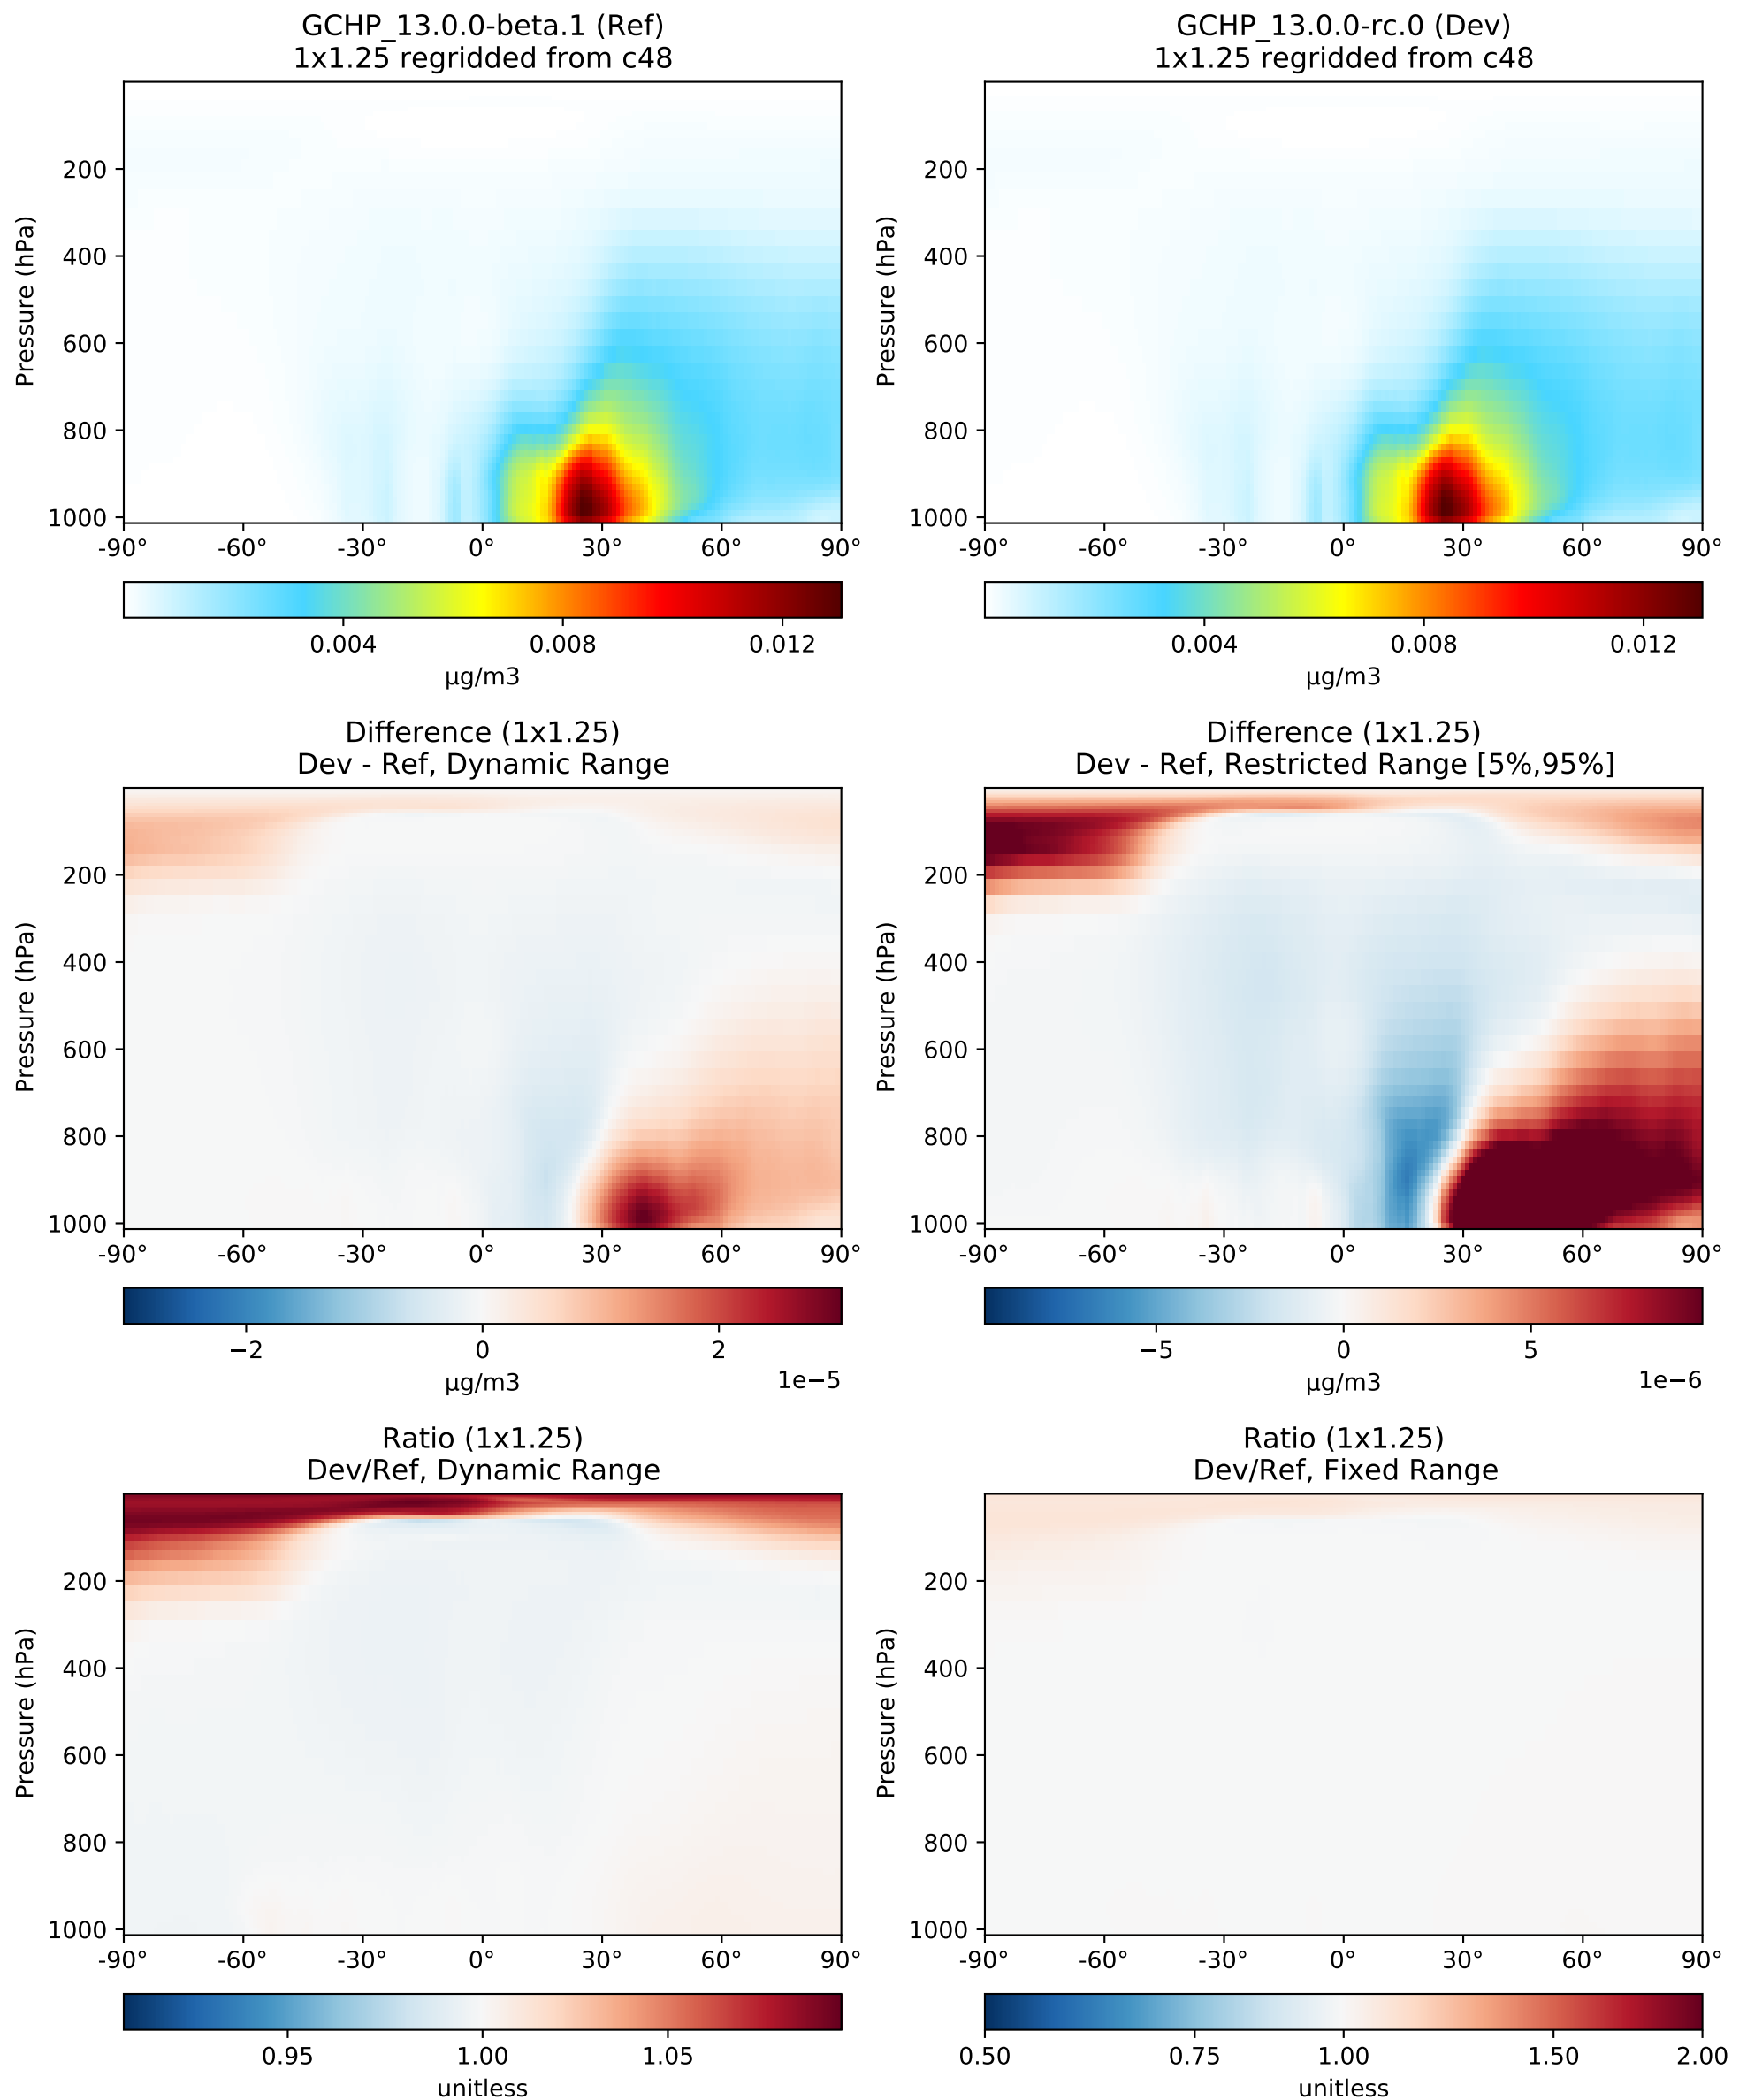 GCHP_13.0.0-beta.1 (Ref)
1x1.25 regridded from c48
GCHP_13.0.0-rc.0 (Dev)
1x1.25 regridded from c48
Pressure (hPa)
200
400
600
800
1000
-90° -60° -30° 0° 30° 60° 90°
0.004 0.008 0.012
µg/m3
Pressure (hPa)
200
400
600
800
1000
-90° -60° -30° 0° 30° 60° 90°
0.004 0.008 0.012
µg/m3
Difference (1x1.25)
Dev - Ref, Dynamic Range
Pressure (hPa)
200
400
600
800
1000
-90° -60° -30° 0° 30° 60° 90°
−2 0 2
µg/m3 1e−5
Difference (1x1.25)
Dev - Ref, Restricted Range [5%,95%]
Pressure (hPa)
200
400
600
800
1000
-90° -60° -30° 0° 30° 60° 90°
−5 0 5
µg/m3 1e−6
Ratio (1x1.25)
Dev/Ref, Dynamic Range
Pressure (hPa)
200
400
600
800
1000
-90° -60° -30° 0° 30° 60° 90°
0.95 1.00 1.05
unitless
Ratio (1x1.25)
Dev/Ref, Fixed Range
Pressure (hPa)
200
400
600
800
1000
-90° -60° -30° 0° 30° 60° 90°
0.50 0.75 1.00 1.50 2.00
unitless